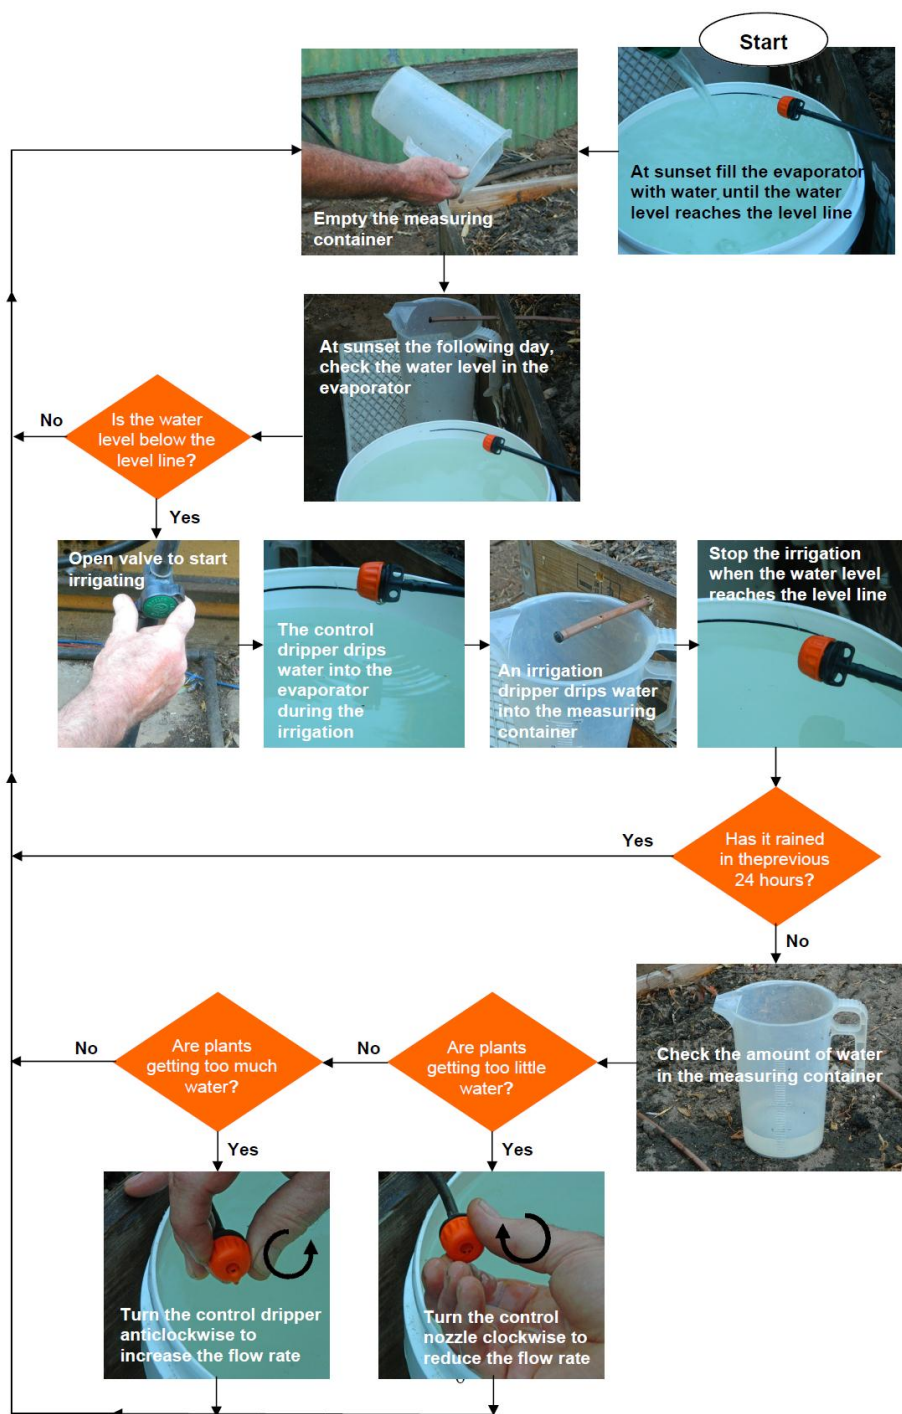 Start
At sunset fill the evaporator
with water until the water
level reaches the level line
Empty the measuring
container
At sunset the following day,
check the water level in the
evaporator
Is the water
level below the
level line?
No
Yes
Open valve to start
irrigating
The control
dripper drips
water into the
evaporator
during the
irrigation
An irrigation
dripper drips water
into the measuring
container
Stop the irrigation
when the water level
reaches the level line
Has it rained
in theprevious
24 hours?
Yes
No
Check the amount of water
in the measuring container
Are plants
getting too little
water?
No
Yes
Are plants
getting too much
water?
No
Yes
Turn the control
nozzle clockwise to
reduce the flow rate
Turn the control dripper
anticlockwise to
increase the flow rate